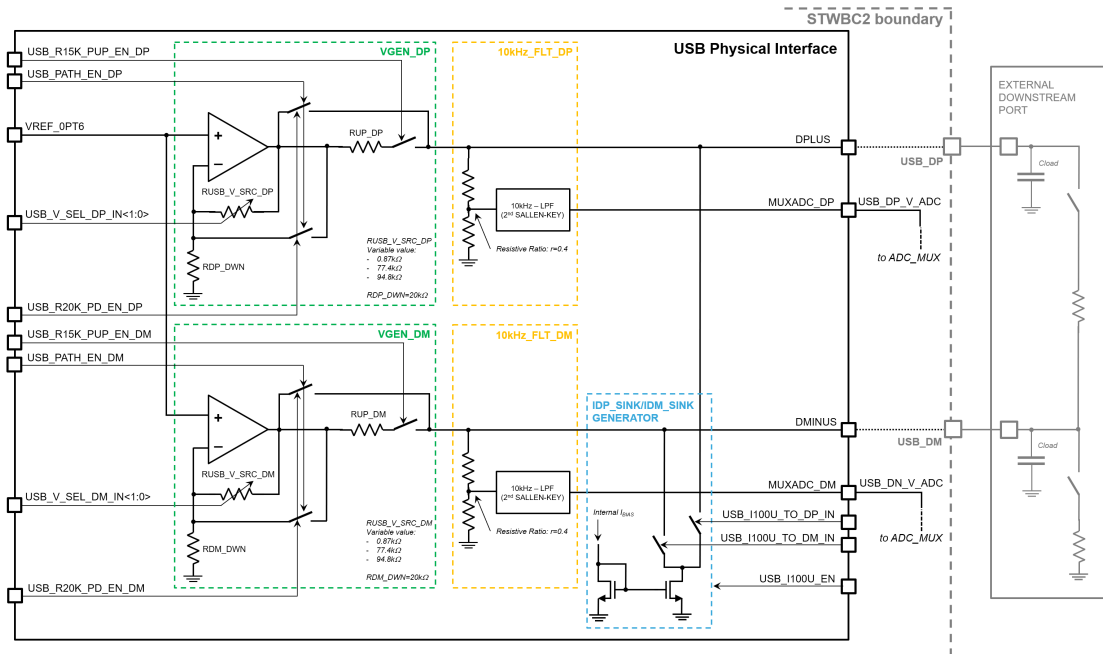 STWBC2 boundary
USB Physical Interface
USB_R15K_PUP_EN_DP
USB_PATH_EN_DP
VREF_0PT6
USB_V_SEL_DP_IN<1:0>
USB_R20K_PD_EN_DP
VGEN_DP
+
−
RUP_DP
RUSB_V_SRC_DP
RDP_DWN
RUSB_V_SRC_DP
Variable value:
- 0.87kΩ
- 77.4kΩ
- 94.8kΩ
RDP_DWN=20kΩ
10kHz_FLT_DP
10kHz – LPF
(2nd SALLEN-KEY)
Resistive Ratio: r=0.4
DPLUS
USB_DP
MUXADC_DP
USB_DP_V_ADC
to ADC_MUX
EXTERNAL
DOWNSTREAM
PORT
Cload
USB_R15K_PUP_EN_DM
USB_PATH_EN_DM
USB_V_SEL_DM_IN<1:0>
USB_R20K_PD_EN_DM
VGEN_DM
+
−
RUP_DM
RUSB_V_SRC_DM
RDM_DWN
RUSB_V_SRC_DM
Variable value:
- 0.87kΩ
- 77.4kΩ
- 94.8kΩ
RDM_DWN=20kΩ
10kHz_FLT_DM
10kHz – LPF
(2nd SALLEN-KEY)
Resistive Ratio: r=0.4
IDP_SINK/IDM_SINK
GENERATOR
Internal IBIAS
DMINUS
USB_DM
MUXADC_DM
USB_DN_V_ADC
to ADC_MUX
USB_I100U_TO_DP_IN
USB_I100U_TO_DM_IN
USB_I100U_EN
Cload